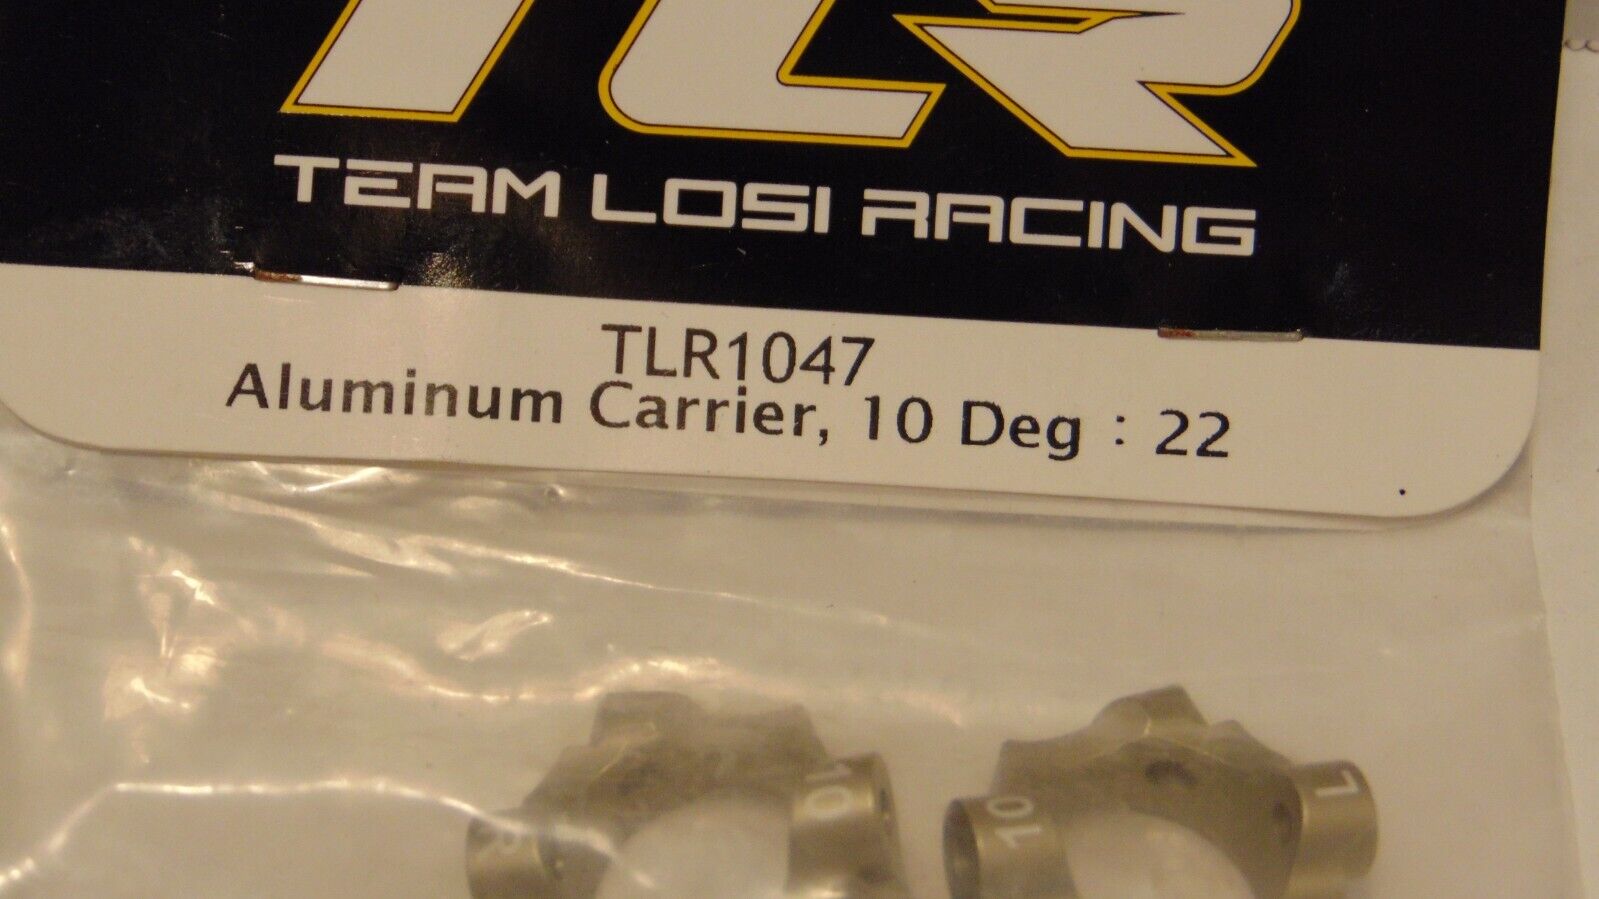 TLR
TEAM LOSI RACING
TLR1047
Aluminum Carrier, 10 Deg : 22
R
10
10
L